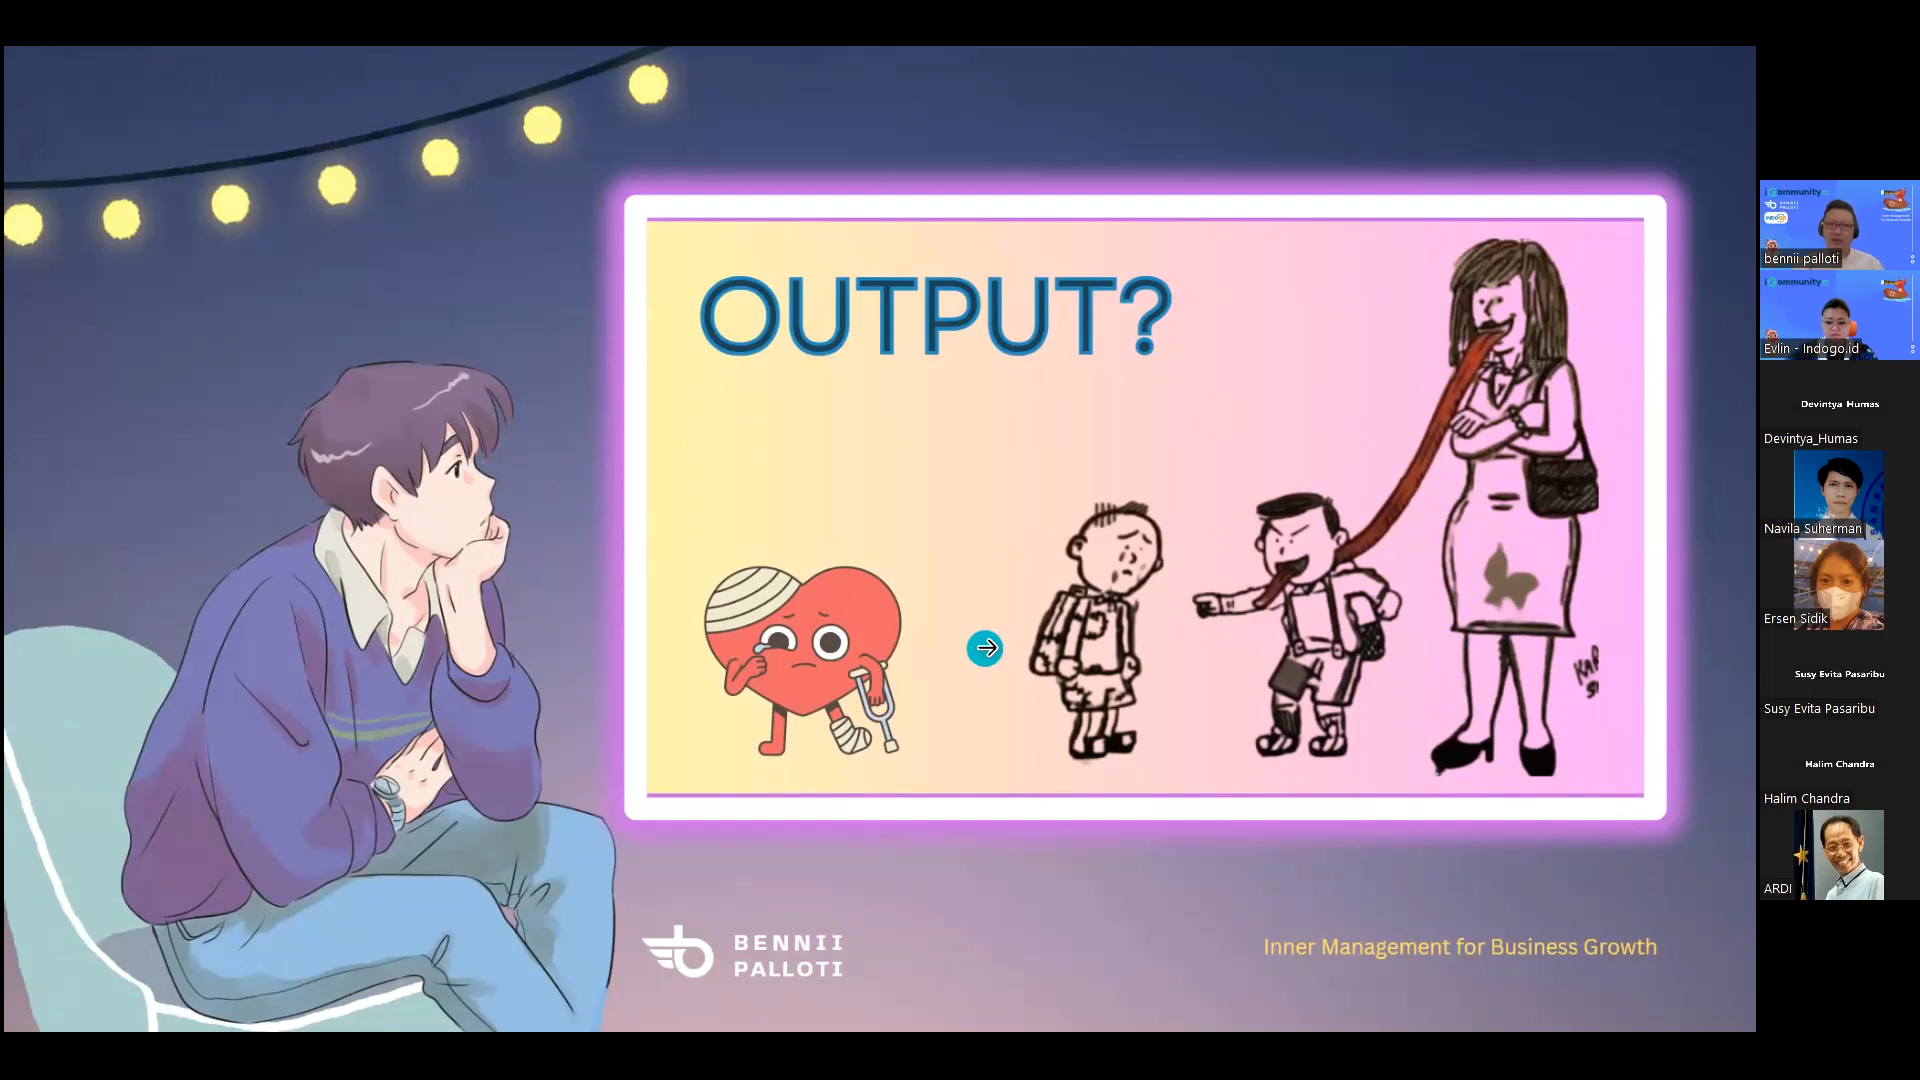 OUTPUT?
BENNII
PALLOTI
Inner Management for Business Growth
bennii palloti
Evlin - Indogo.id
Devintya Humas
Devintya_Humas
Navila Suherman
Ersen Sidik
Susy Evita Pasaribu
Susy Evita Pasaribu
Halim Chandra
Halim Chandra
ARDI